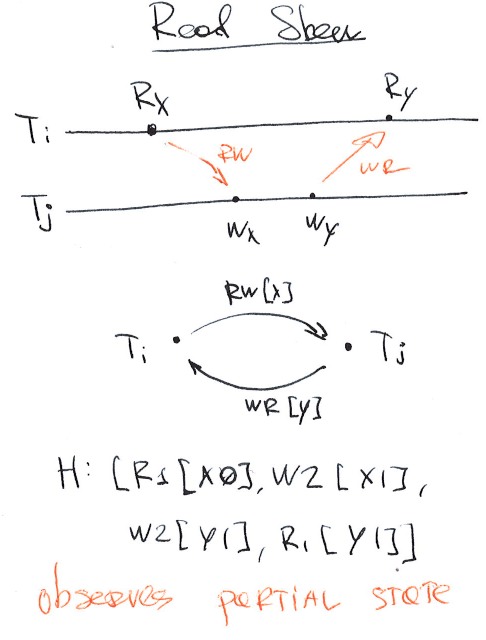 Read Skew
Rx
Ry
Ti
RW
WR
Tj
Wx
Wy
RW[X]
Ti
Tj
WR[Y]
H: [R1[X0], W2[X1],
W2[Y1], R1[Y1]]
observes PARTIAL STATE